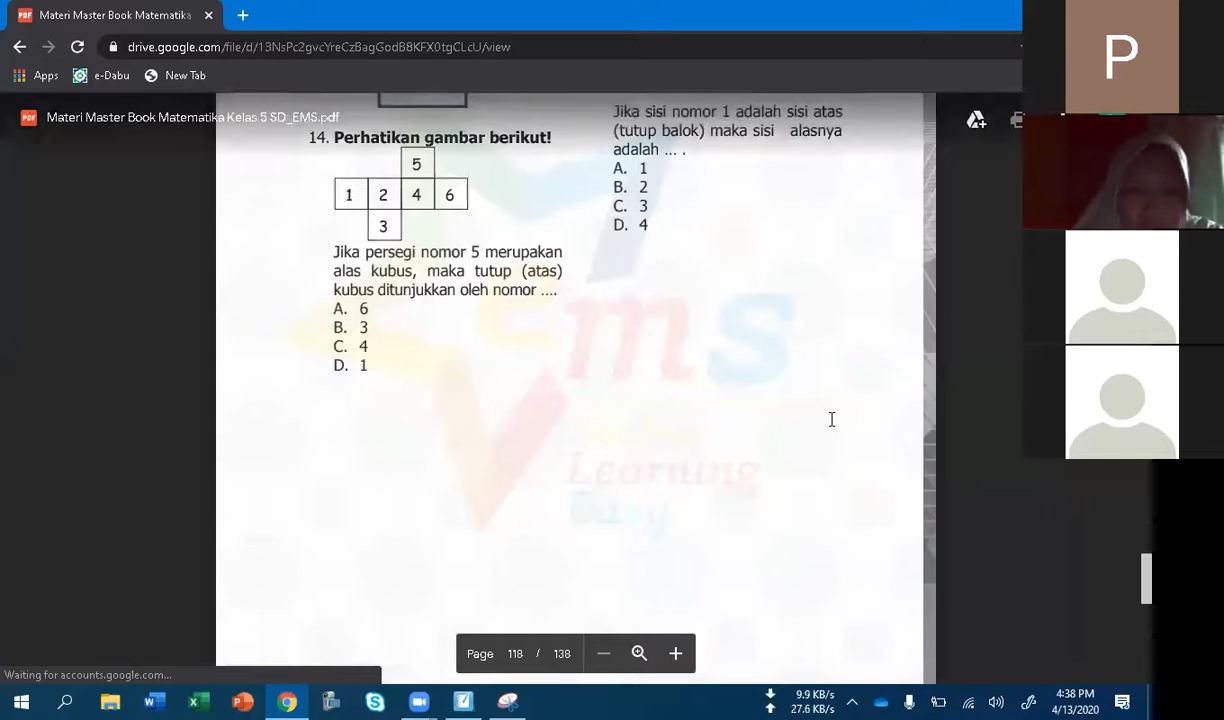 Materi Master Book Matematika
drive.google.com/file/d/13NsPc2gvcYreCzBagGodB8KFX0tgCLcU/view
Apps
e-Dabu
New Tab
Materi Master Book Matematika Kelas 5 SD_EMS.pdf
14. Perhatikan gambar berikut!
5
1 2 4 6
3
Jika persegi nomor 5 merupakan
alas kubus, maka tutup (atas)
kubus ditunjukkan oleh nomor ....
A. 6
B. 3
C. 4
D. 1
Jika sisi nomor 1 adalah sisi atas
(tutup balok) maka sisi alasnya
adalah ... .
A. 1
B. 2
C. 3
D. 4
ems
Learning
Easy
P
Page 118 / 138
Waiting for accounts.google.com...
9.9 KB/s
27.6 KB/s
4:38 PM
4/13/2020